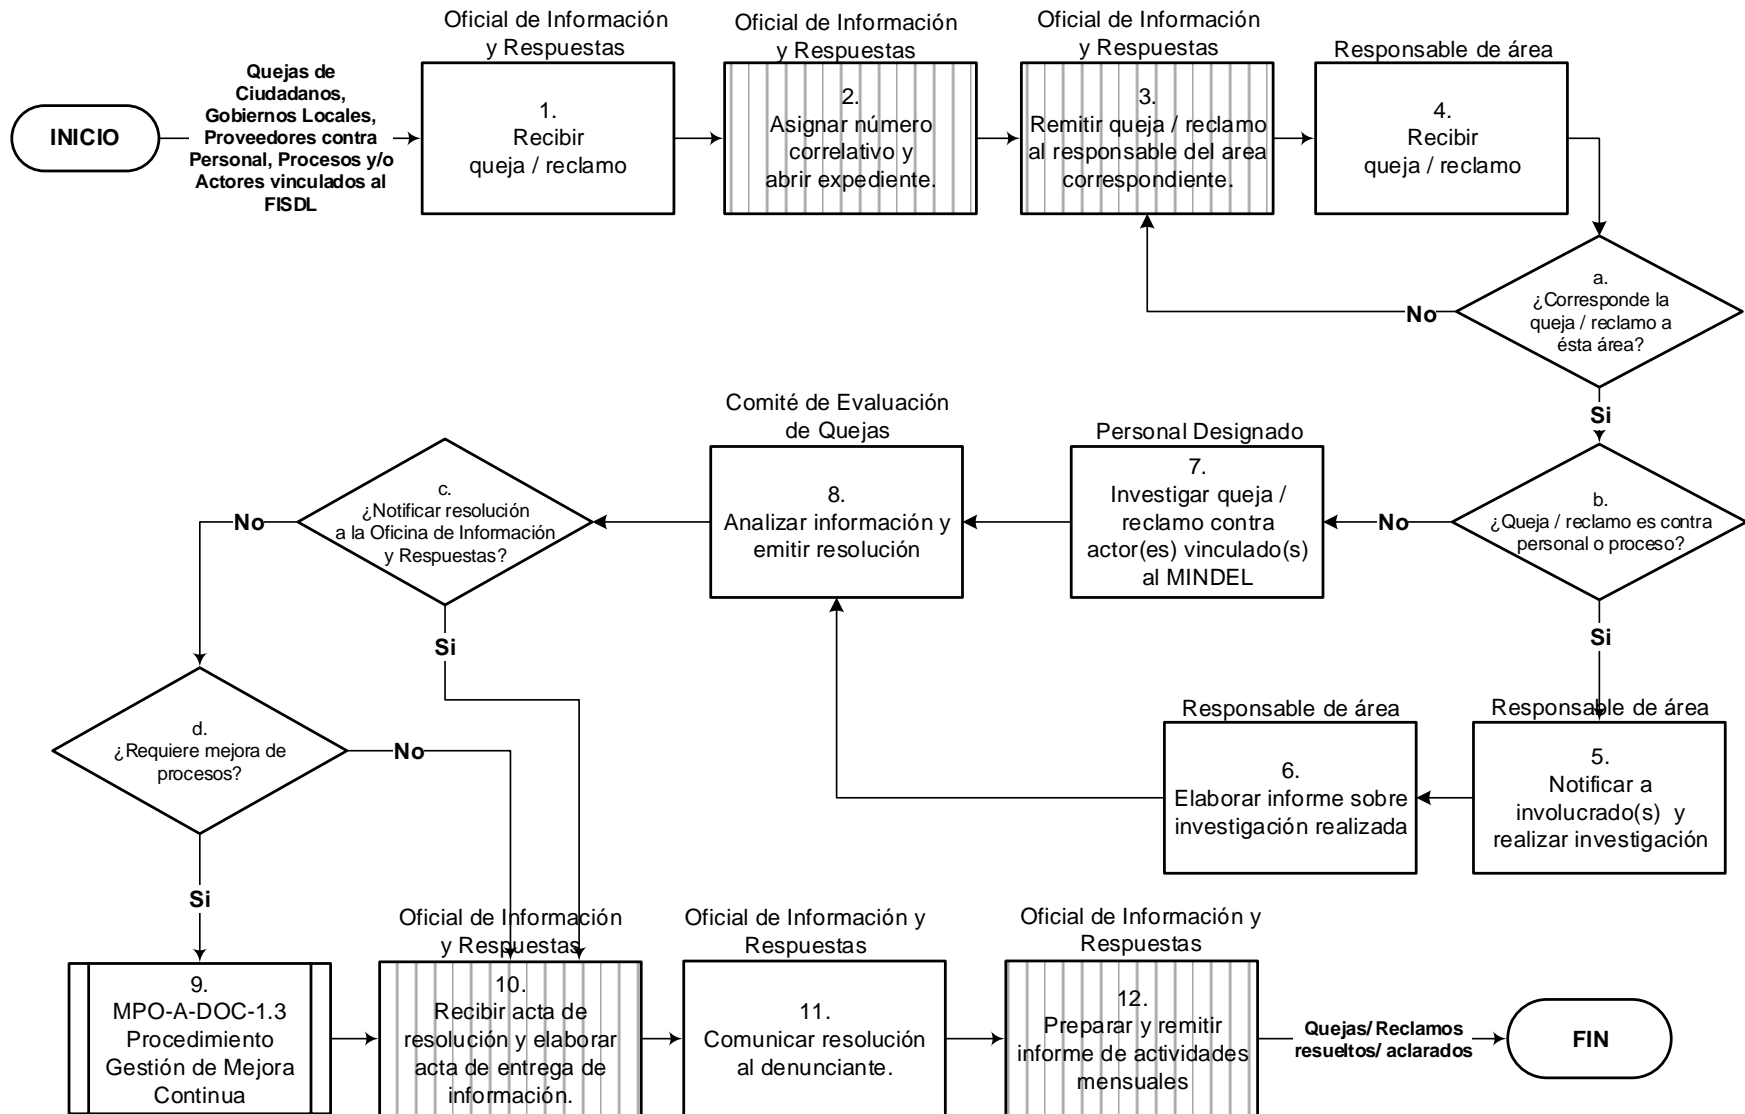 INICIO
Quejas de
Ciudadanos,
Gobiernos Locales,
Proveedores contra
Personal, Procesos y/o
Actores vinculados al
FISDL
Oficial de Información
y Respuestas
1.
Recibir
queja / reclamo
Oficial de Información
y Respuestas
2.
Asignar número
correlativo y
abrir expediente.
Oficial de Información
y Respuestas
3.
Remitir queja / reclamo
al responsable del area
correspondiente.
Responsable de área
4.
Recibir
queja / reclamo
a.
¿Corresponde la
queja / reclamo a
ésta área?
No
Si
b.
¿Queja / reclamo es contra
personal o proceso?
No
Si
Personal Designado
7.
Investigar queja /
reclamo contra
actor(es) vinculado(s)
al MINDEL
Comité de Evaluación
de Quejas
8.
Analizar información y
emitir resolución
c.
¿Notificar resolución
a la Oficina de Información
y Respuestas?
No
Si
Responsable de área
5.
Notificar a
involucrado(s) y
realizar investigación
Responsable de área
6.
Elaborar informe sobre
investigación realizada
d.
¿Requiere mejora de
procesos?
No
Si
9.
MPO-A-DOC-1.3
Procedimiento
Gestión de Mejora
Continua
Oficial de Información
y Respuestas
10.
Recibir acta de
resolución y elaborar
acta de entrega de
información.
Oficial de Información y
Respuestas
11.
Comunicar resolución
al denunciante.
Oficial de Información y
Respuestas
12.
Preparar y remitir
informe de actividades
mensuales
Quejas/ Reclamos
resueltos/ aclarados
FIN